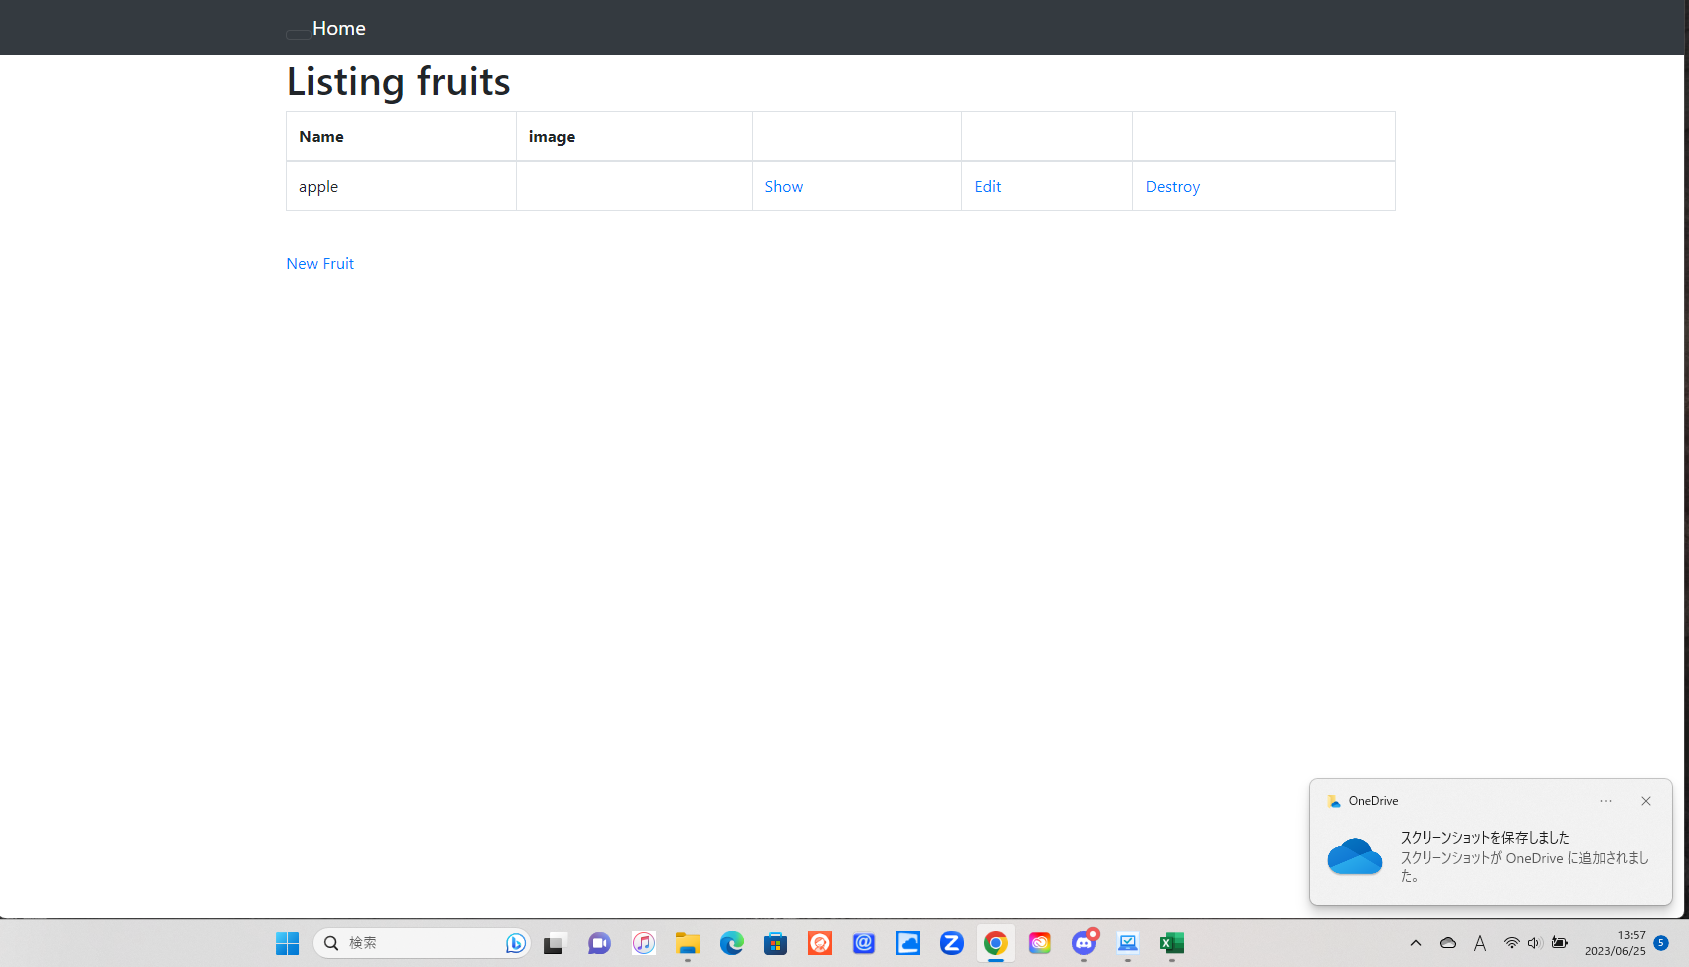 Home
Listing fruits
Name image
apple Show Edit Destroy
New Fruit
OneDrive
スクリーンショットを保存しました
スクリーンショットが OneDrive に追加されまし
た。
検索
A
13:57
2023/06/25
5